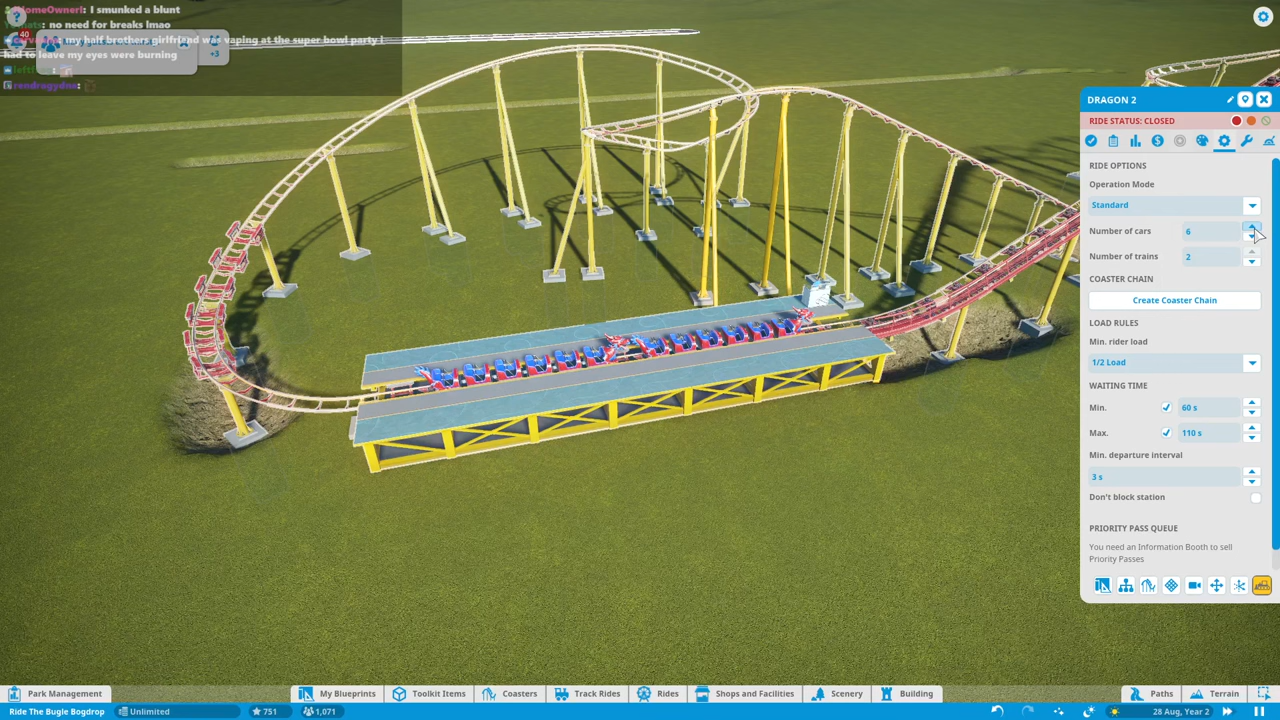 HomeOwneri: I smunked a blunt
: no need for breaks lmao
40
: my half brothers girlfriend was vaping at the super bowl party I
+3
had to leave my eyes were burning
DRAGON 2
RIDE STATUS: CLOSED
RIDE OPTIONS
Operation Mode
Standard
Number of cars 6
Number of trains 2
COASTER CHAIN
Create Coaster Chain
LOAD RULES
Min. rider load
1/2 Load
WAITING TIME
Min. 60 s
Max. 110 s
Min. departure interval
3 s
Don't block station
PRIORITY PASS QUEUE
You need an Information Booth to sell
Priority Passes
Park Management My Blueprints Toolkit Items Coasters Track Rides Rides Shops and Facilities Scenery Building Paths Terrain
Ride The Bugle Bogdrop Unlimited 751 1,071 28 Aug, Year 2